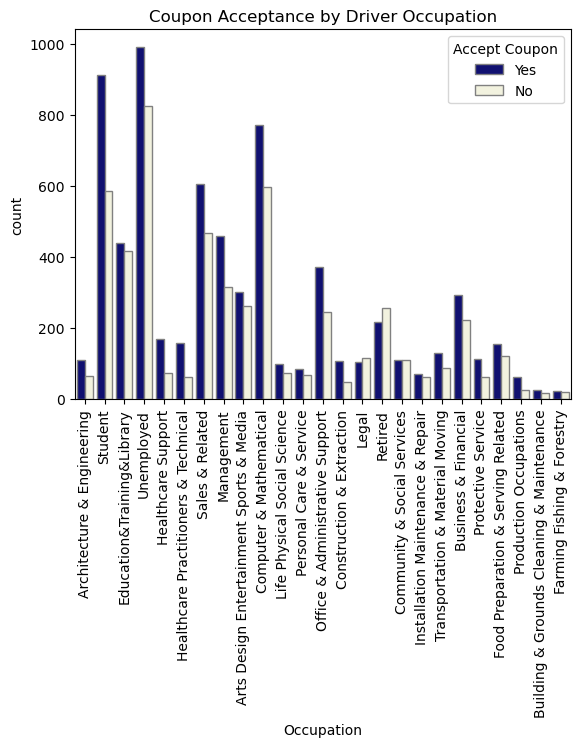 Coupon Acceptance by Driver Occupation
Accept Coupon
Yes
No
count
1000
800
600
400
200
0
Architecture & Engineering
Student
Education&Training&Library
Unemployed
Healthcare Support
Healthcare Practitioners & Technical
Sales & Related
Management
Arts Design Entertainment Sports & Media
Computer & Mathematical
Life Physical Social Science
Personal Care & Service
Office & Administrative Support
Construction & Extraction
Legal
Retired
Community & Social Services
Installation Maintenance & Repair
Transportation & Material Moving
Business & Financial
Protective Service
Food Preparation & Serving Related
Production Occupations
Building & Grounds Cleaning & Maintenance
Farming Fishing & Forestry
Occupation